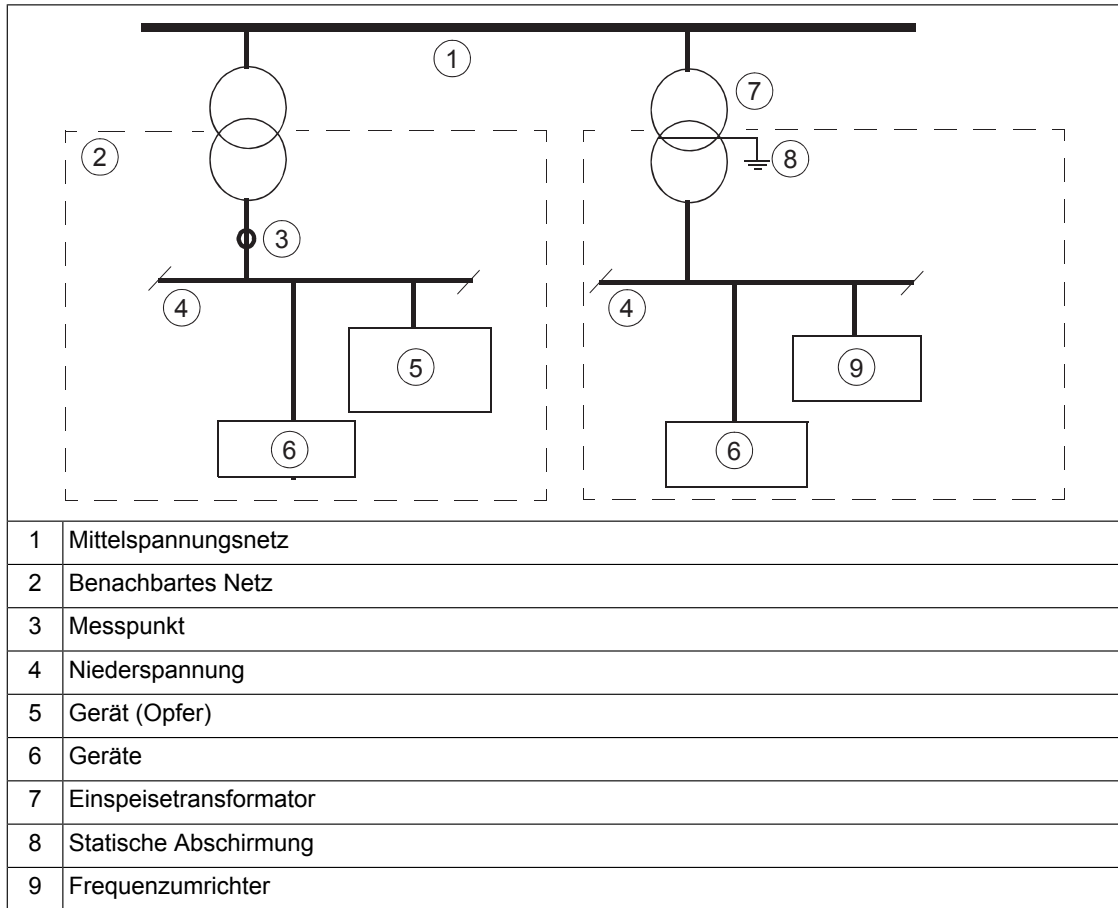 1
7
2
8
3
4
4
5
9
6
6
1 Mittelspannungsnetz
2 Benachbartes Netz
3 Messpunkt
4 Niederspannung
5 Gerät (Opfer)
6 Geräte
7 Einspeisetransformator
8 Statische Abschirmung
9 Frequenzumrichter